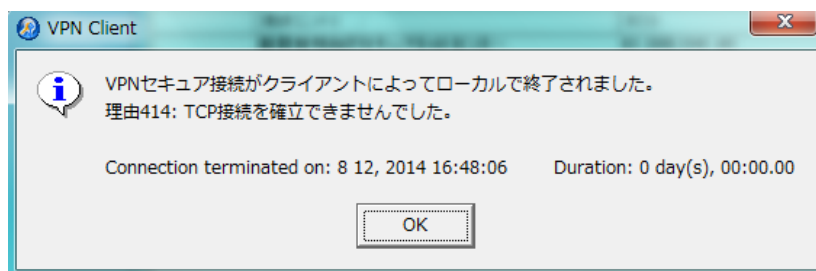 VPN Client
VPNセキュア接続がクライアントによってローカルで終了されました。
理由414: TCP接続を確立できませんでした。
Connection terminated on: 8 12, 2014 16:48:06 Duration: 0 day(s), 00:00.00
OK